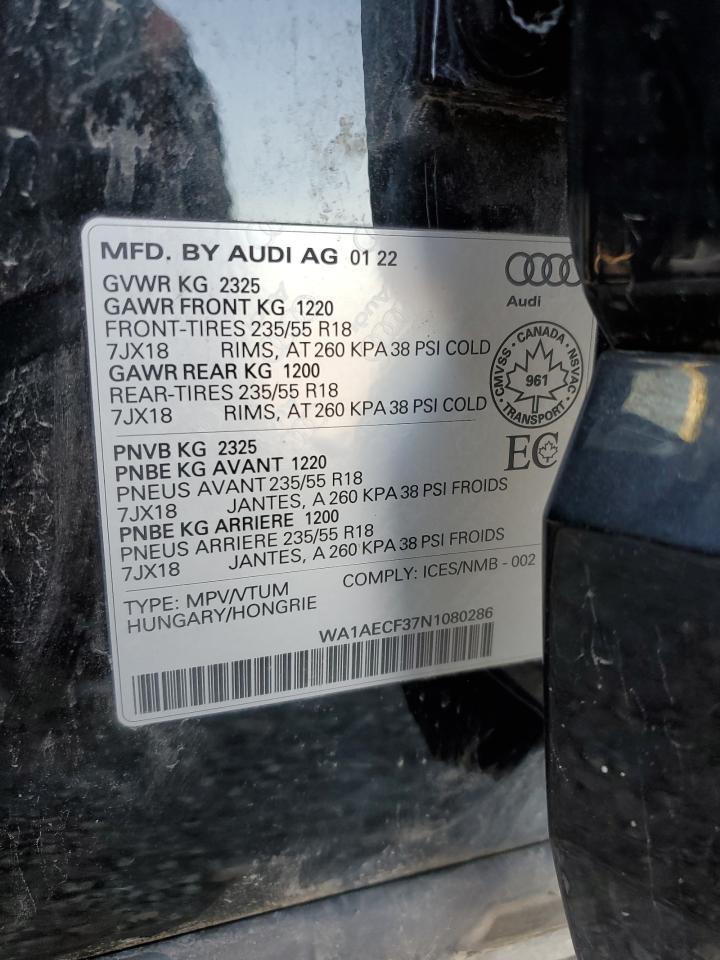 MFD. BY AUDI AG 01 22
GVWR KG 2325
GAWR FRONT KG 1220
FRONT-TIRES 235/55 R18
7JX18 RIMS, AT 260 KPA 38 PSI COLD
GAWR REAR KG 1200
REAR-TIRES 235/55 R18
7JX18 RIMS, AT 260 KPA 38 PSI COLD
Audi
CMVSS · CANADA · NSVAC · TRANSPORT ·
961
PNVB KG 2325
PNBE KG AVANT 1220
PNEUS AVANT 235/55 R18
7JX18 JANTES, A 260 KPA 38 PSI FROIDS
PNBE KG ARRIERE 1200
PNEUS ARRIERE 235/55 R18
7JX18 JANTES, A 260 KPA 38 PSI FROIDS
EC
TYPE: MPV/VTUM COMPLY: ICES/NMB - 002
HUNGARY/HONGRIE
WA1AECF37N1080286